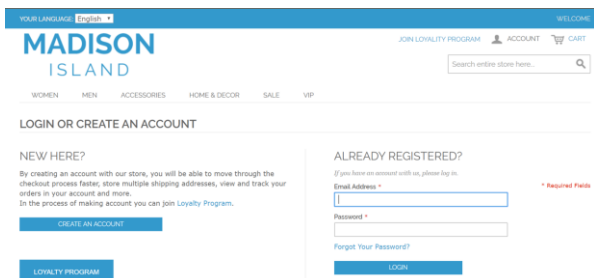 YOUR LANGUAGE: English
WELCOME
MADISON
ISLAND
JOIN LOYALITY PROGRAM ACCOUNT CART
Search entire store here...
WOMEN MEN ACCESSORIES HOME & DECOR SALE VIP
LOGIN OR CREATE AN ACCOUNT
NEW HERE?
By creating an account with our store, you will be able to move through the
checkout process faster, store multiple shipping addresses, view and track your
orders in your account and more.
In the process of making account you can join Loyalty Program.
CREATE AN ACCOUNT
LOYALTY PROGRAM
ALREADY REGISTERED?
If you have an account with us, please log in.
Email Address *
* Required Fields
Password *
Forgot Your Password?
LOGIN